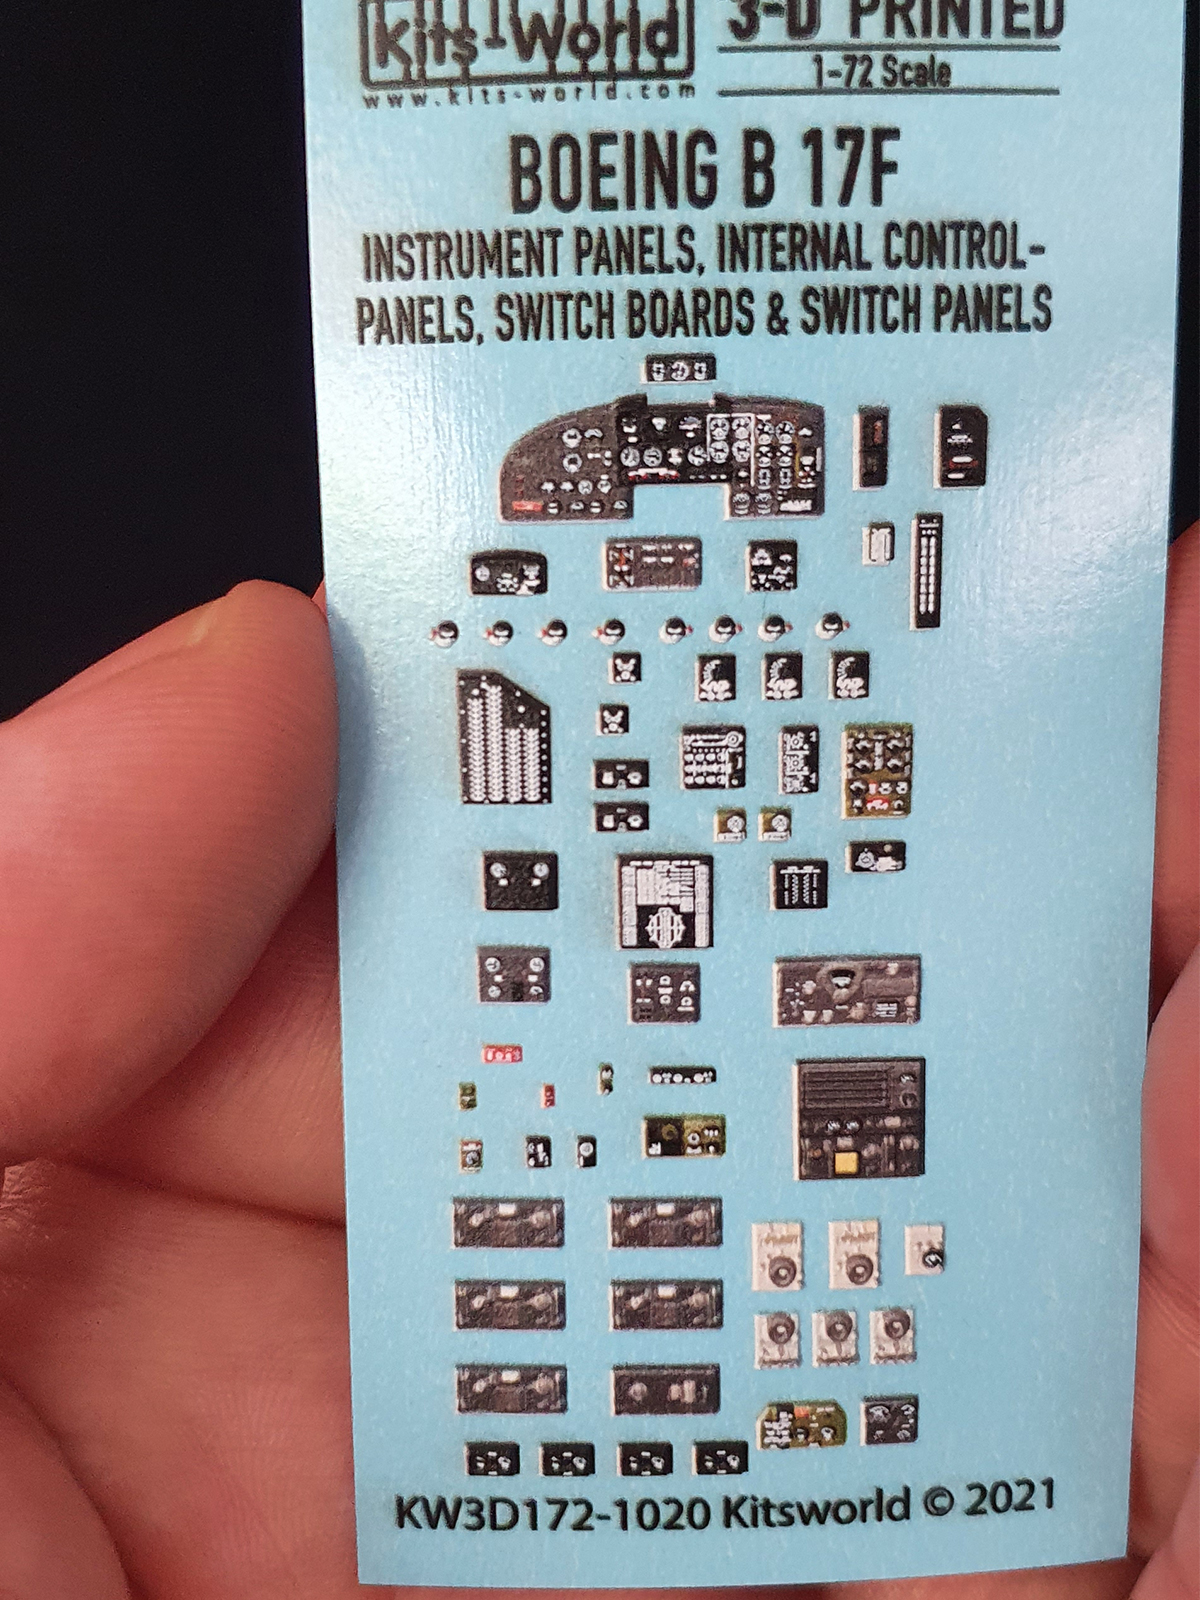 Kits-World
3-D PRINTED
1-72 Scale
www.kits-world.com
BOEING B 17F
INSTRUMENT PANELS, INTERNAL CONTROL-
PANELS, SWITCH BOARDS & SWITCH PANELS
KW3D172-1020 Kitsworld © 2021